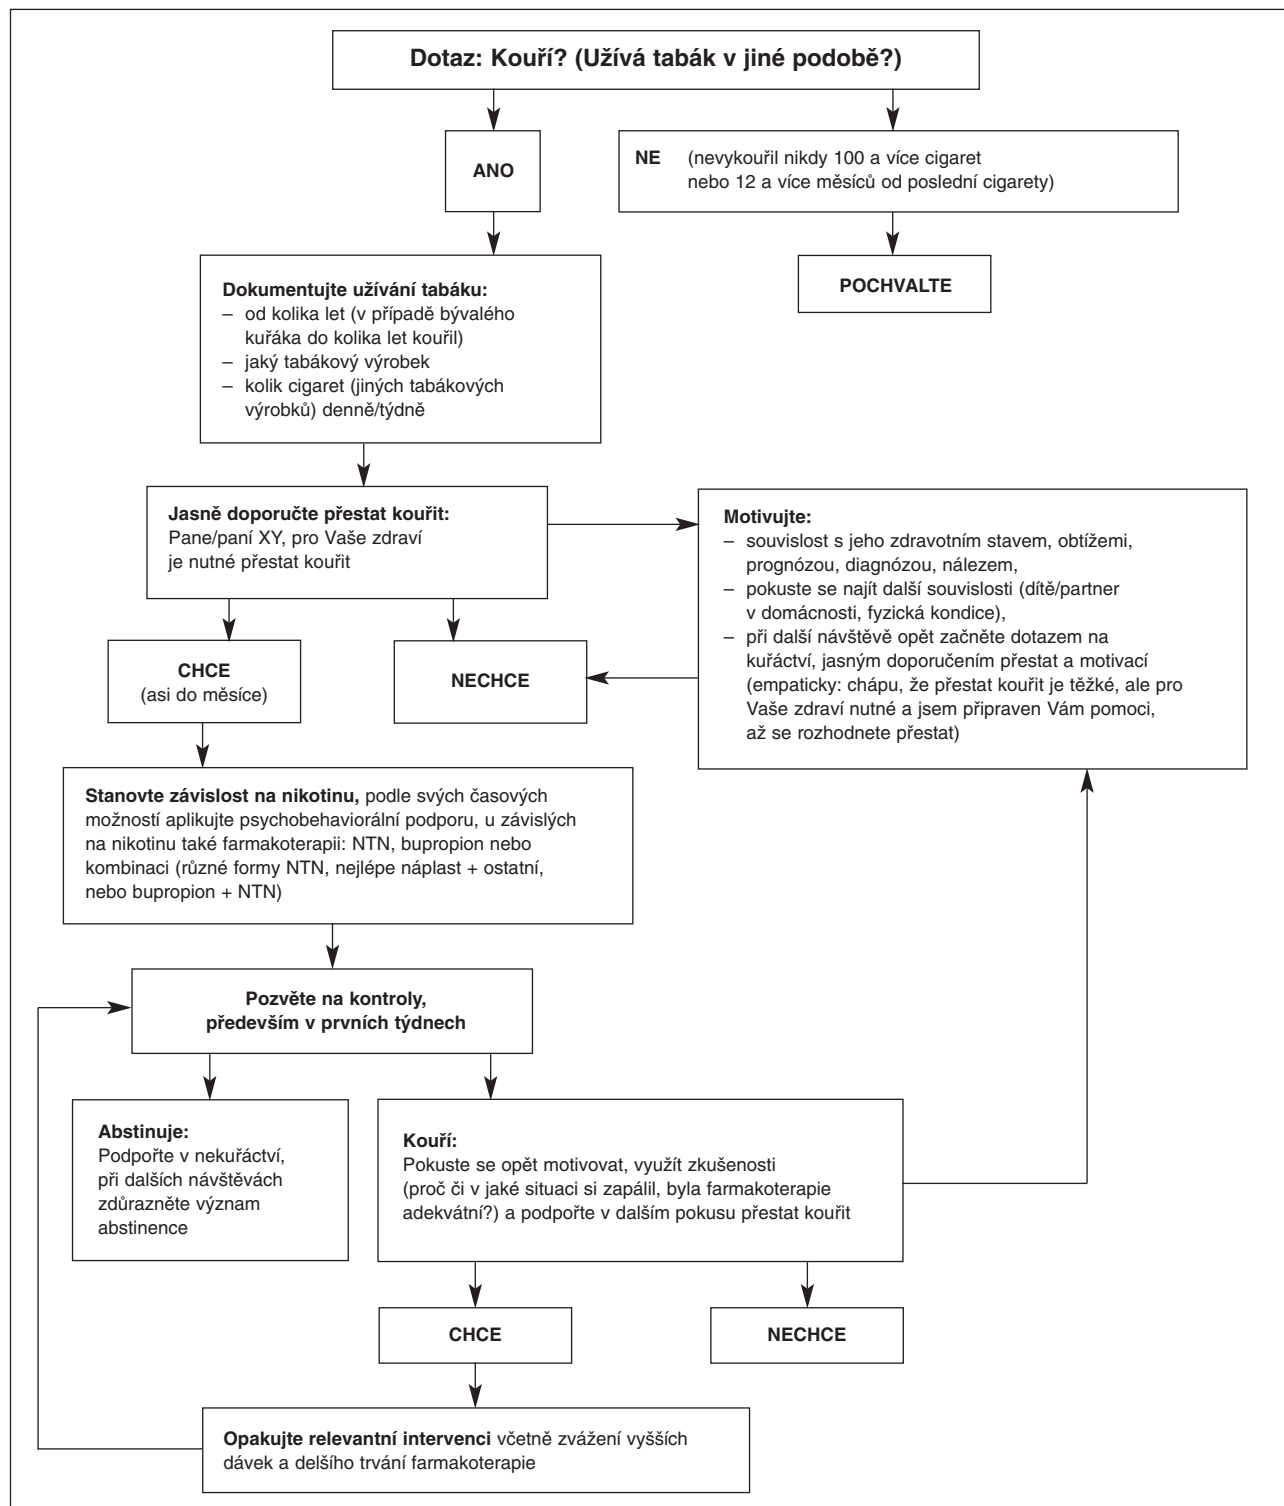 Dotaz: Kouří? (Užívá tabák v jiné podobě?)
ANO
NE (nevykouřil nikdy 100 a více cigaret
nebo 12 a více měsíců od poslední cigarety)
POCHVALTE
Dokumentujte užívání tabáku:
– od kolika let (v případě bývalého
kuřáka do kolika let kouřil)
– jaký tabákový výrobek
– kolik cigaret (jiných tabákových
výrobků) denně/týdně
Jasně doporučte přestat kouřit:
Pane/paní XY, pro Vaše zdraví
je nutné přestat kouřit
Motivujte:
– souvislost s jeho zdravotním stavem, obtížemi,
prognózou, diagnózou, nálezem,
– pokuste se najít další souvislosti (dítě/partner
v domácnosti, fyzická kondice),
– při další návštěvě opět začněte dotazem na
kuřáctví, jasným doporučením přestat a motivací
(empaticky: chápu, že přestat kouřit je těžké, ale pro
Vaše zdraví nutné a jsem připraven Vám pomoci,
až se rozhodnete přestat)
CHCE
(asi do měsíce)
NECHCE
Stanovte závislost na nikotinu, podle svých časových
možností aplikujte psychobehaviorální podporu, u závislých
na nikotinu také farmakoterapii: NTN, bupropion nebo
kombinaci (různé formy NTN, nejlépe náplast + ostatní,
nebo bupropion + NTN)
Pozvěte na kontroly,
především v prvních týdnech
Abstinuje:
Podpořte v nekuřáctví,
při dalších návštěvách
zdůrazněte význam
abstinence
Kouří:
Pokuste se opět motivovat, využít zkušenosti
(proč či v jaké situaci si zapálil, byla farmakoterapie
adekvátní?) a podpořte v dalším pokusu přestat kouřit
CHCE
NECHCE
Opakujte relevantní intervenci včetně zvážení vyšších
dávek a delšího trvání farmakoterapie